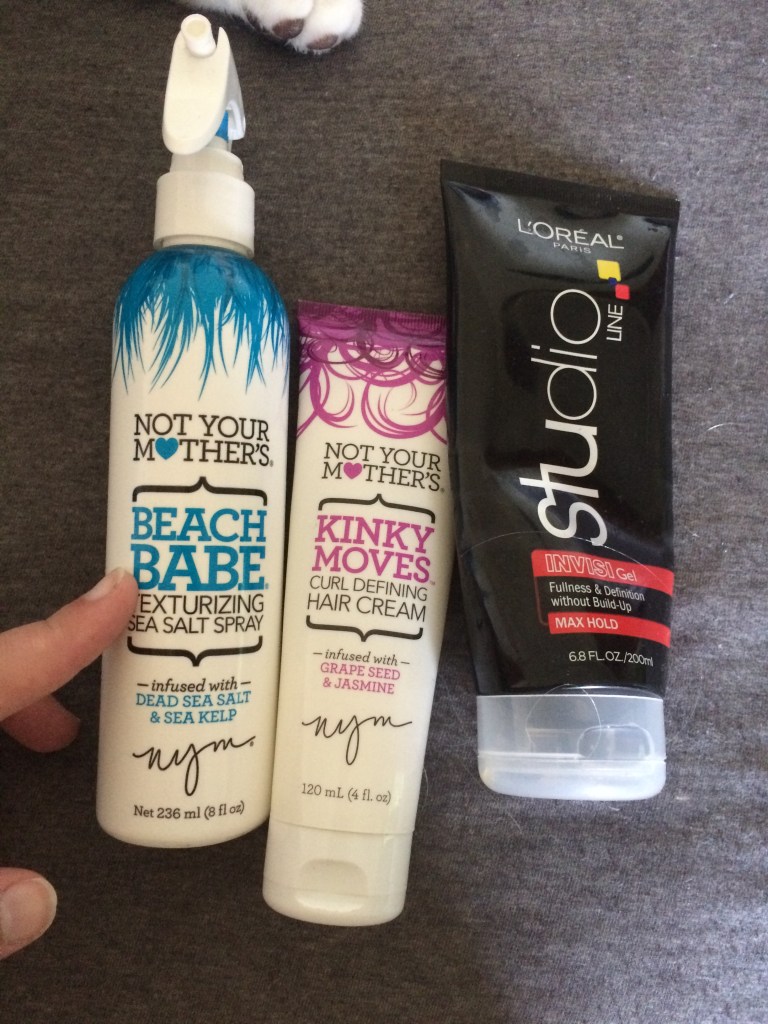 NOT YOUR
MOTHER'S®
BEACH
BABE®
TEXTURIZING
SEA SALT SPRAY
infused with
DEAD SEA SALT
& SEA KELP
nym®
Net 236 ml (8 fl oz)
NOT YOUR
MOTHER'S®
KINKY
MOVES™
CURL DEFINING
HAIR CREAM
infused with
GRAPE SEED
& JASMINE
nym
120 mL (4 fl. oz)
L'ORÉAL®
PARIS
studio
LINE
INVISI Gel
Fullness & Definition
without Build-Up
MAX HOLD
6.8 FL.OZ./200ml